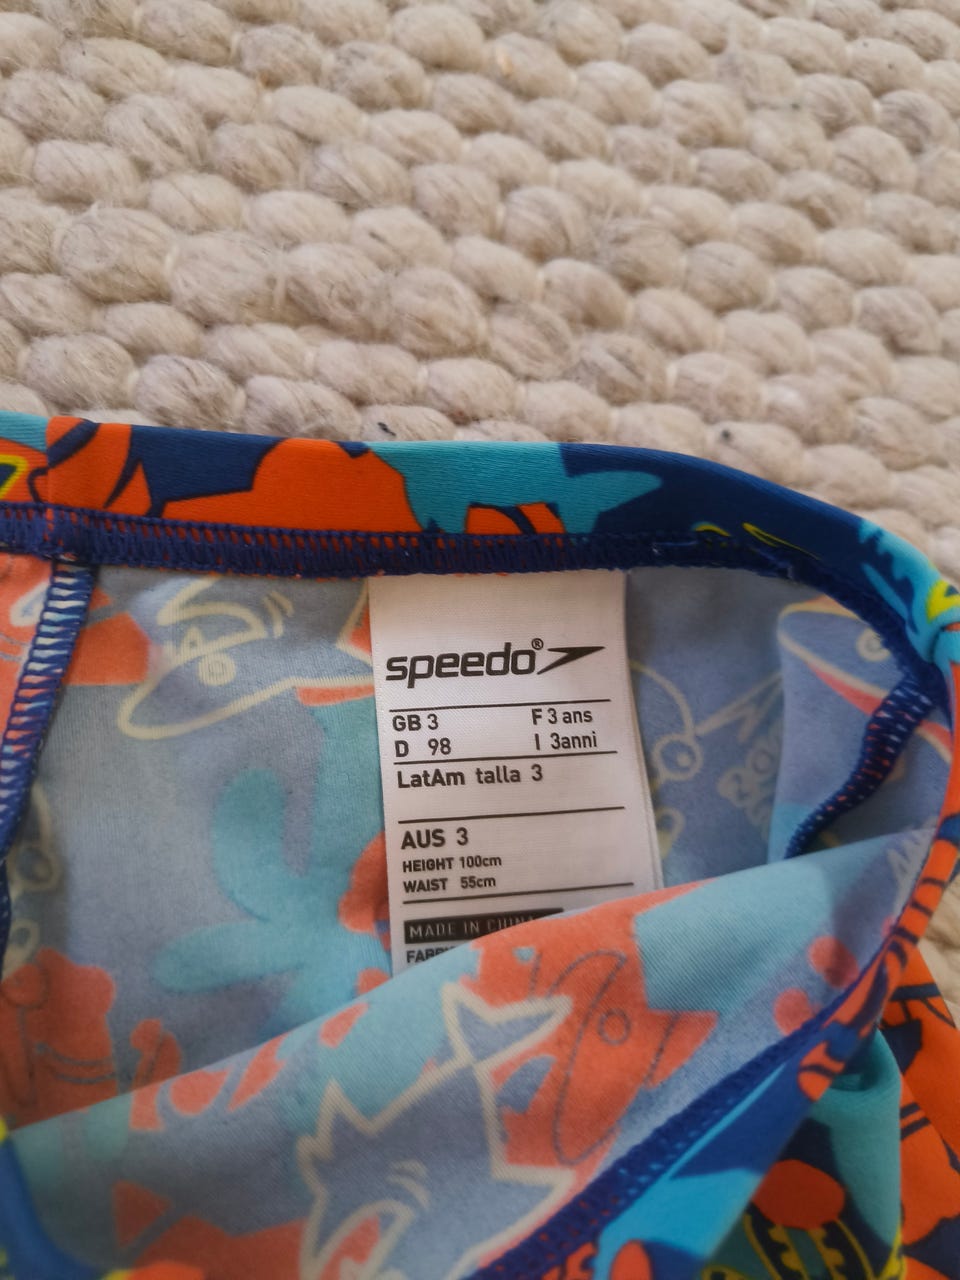 speedo®
GB 3 F 3 ans
D 98 I 3anni
LatAm talla 3
AUS 3
HEIGHT 100cm
WAIST 55cm
MADE IN CHINA